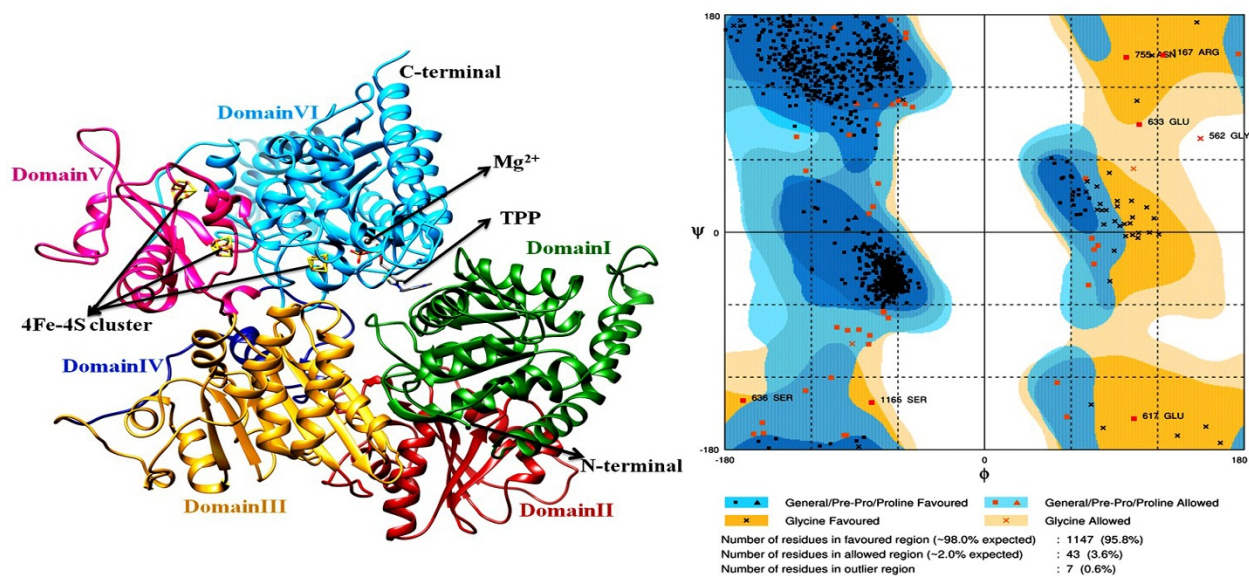 C-terminal
DomainVI
DomainV
Mg2+
TPP
DomainI
4Fe-4S cluster
DomainIV
N-terminal
DomainIII
DomainII
180
755 ASN
1167 ARG
633 GLU
562 GLY
Ψ
0
636 SER
1166 SER
617 GLU
-180
-180
0
180
ϕ
General/Pre-Pro/Proline Favoured
General/Pre-Pro/Proline Allowed
Glycine Favoured
Glycine Allowed
Number of residues in favoured region (~98.0% expected) : 1147 (95.8%)
Number of residues in allowed region (~2.0% expected) : 43 (3.6%)
Number of residues in outlier region : 7 (0.6%)